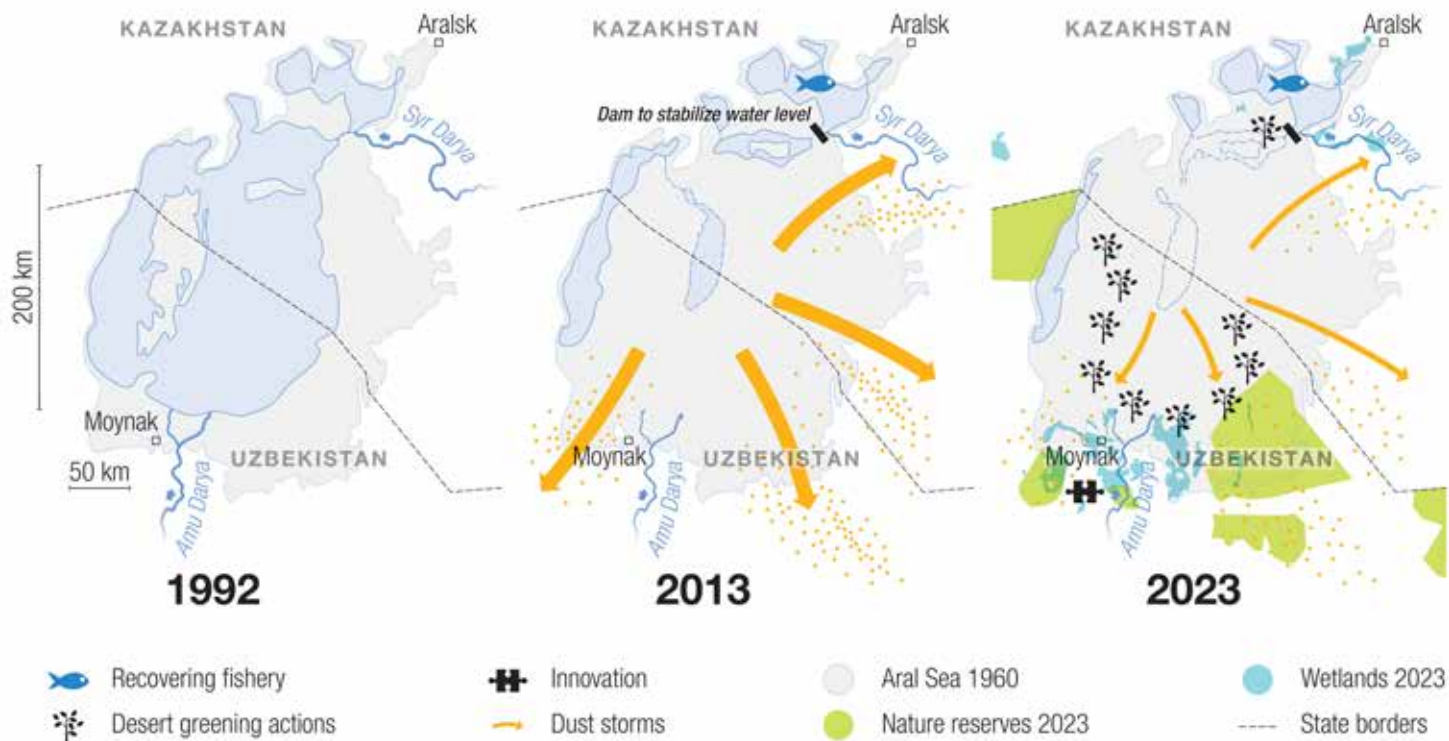 KAZAKHSTAN
Aralsk
Syr Darya
200 km
Moynak
50 km
UZBEKISTAN
Amu Darya
1992
KAZAKHSTAN
Aralsk
Dam to stabilize water level
Syr Darya
Moynak
UZBEKISTAN
Amu Darya
2013
KAZAKHSTAN
Aralsk
Syr Darya
Moynak
UZBEKISTAN
Amu Darya
2023
Recovering fishery
Desert greening actions
Innovation
Dust storms
Aral Sea 1960
Nature reserves 2023
Wetlands 2023
State borders